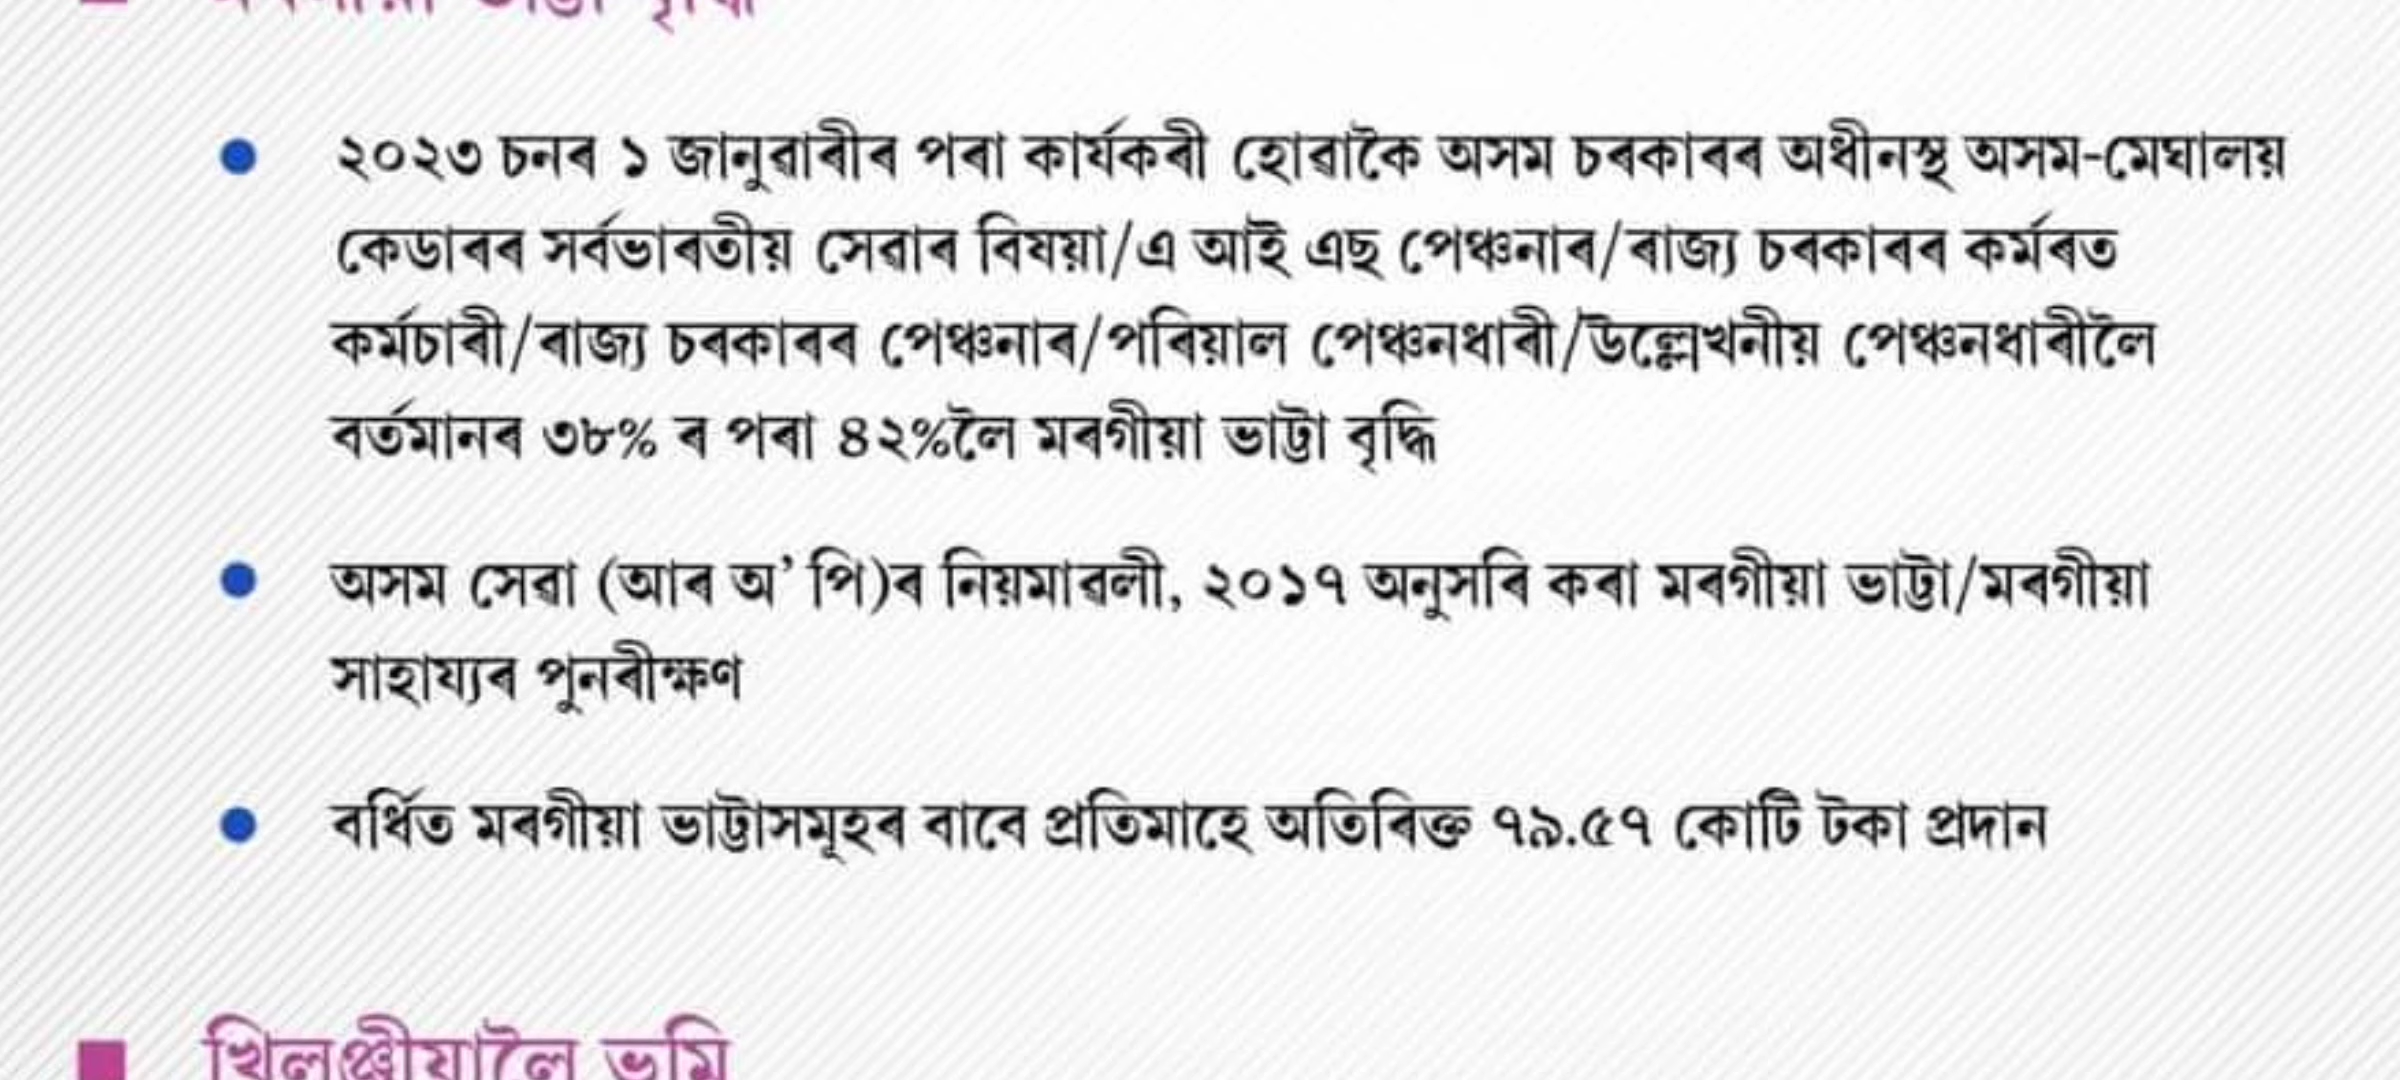 মৰগীয়া ভাট্টা বৃদ্ধি
২০২৩ চনৰ ১ জানুৱাৰীৰ পৰা কাৰ্যকৰী হোৱাকৈ অসম চৰকাৰৰ অধীনস্থ অসম-মেঘালয়
কেডাৰৰ সৰ্বভাৰতীয় সেৱাৰ বিষয়া/এ আই এছ পেঞ্চনাৰ/ৰাজ্য চৰকাৰৰ কৰ্মৰত
কৰ্মচাৰী/ৰাজ্য চৰকাৰৰ পেঞ্চনাৰ/পৰিয়াল পেঞ্চনধাৰী/উল্লেখনীয় পেঞ্চনধাৰীলৈ
বৰ্তমানৰ ৩৮% ৰ পৰা ৪২%লৈ মৰগীয়া ভাট্টা বৃদ্ধি
অসম সেৱা (আৰ অ’ পি)ৰ নিয়মাৱলী, ২০১৭ অনুসৰি কৰা মৰগীয়া ভাট্টা/মৰগীয়া
সাহায্যৰ পুনৰীক্ষণ
বৰ্ধিত মৰগীয়া ভাট্টাসমূহৰ বাবে প্ৰতিমাহে অতিৰিক্ত ৭৯.৫৭ কোটি টকা প্ৰদান
খিলঞ্জীয়ালৈ ভূমি